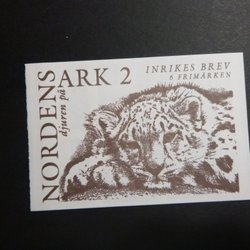 NORDENS
ARK 2
djuren på
INRIKES BREV
6 FRIMÄRKEN